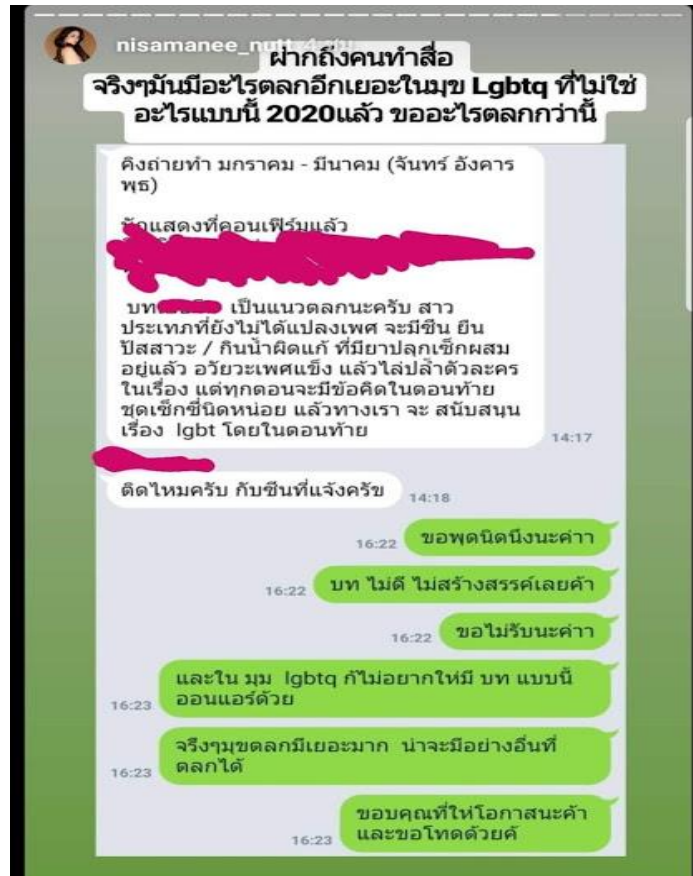 nisamanee_nutt 4 ชม
ฝากถึงคนทำสื่อ
จริงๆมันมีอะไรตลกอีกเยอะในมุข Lgbtq ที่ไม่ใช่
อะไรแบบนี้ 2020แล้ว ขออะไรตลกกว่านี้
คิงถ่ายทำ มกราคม - มีนาคม (จันทร์ อังคาร
พุธ)
นักแสดงที่คอนเฟิร์มแล้ว
บท เป็นแนวตลกนะครับ สาว
ประเภทที่ยังไม่ได้แปลงเพศ จะมีซีน ยืน
ปัสสาวะ / กินน้ำผิดแก้ ที่มียาปลุกเซ็กผสม
อยู่แล้ว อวัยวะเพศแข็ง แล้วไล่ปล้ำตัวละคร
ในเรื่อง แต่ทุกตอนจะมีข้อคิดในตอนท้าย
ชุดเซ็กซี่นิดหน่อย แล้วทางเรา จะ สนับสนุน
เรื่อง lgbt โดยในตอนท้าย
14:17
ติดไหมครับ กับซีนที่แจ้งครัข
14:18
16:22 ขอพูดนิดนึงนะค่าา
16:22 บท ไม่ดี ไม่สร้างสรรค์เลยค้า
16:22 ขอไม่รับนะค่าา
และใน มุม lgbtq ก้ไม่อยากให้มี บท แบบนี้
16:23 ออนแอร์ด้วย
จรีงๆมุขตลกมีเยอะมาก น่าจะมีอย่างอื่นที่
16:23 ตลกได้
ขอบคุณที่ให้โอกาสนะค้า
16:23 และขอโทดด้วยค้